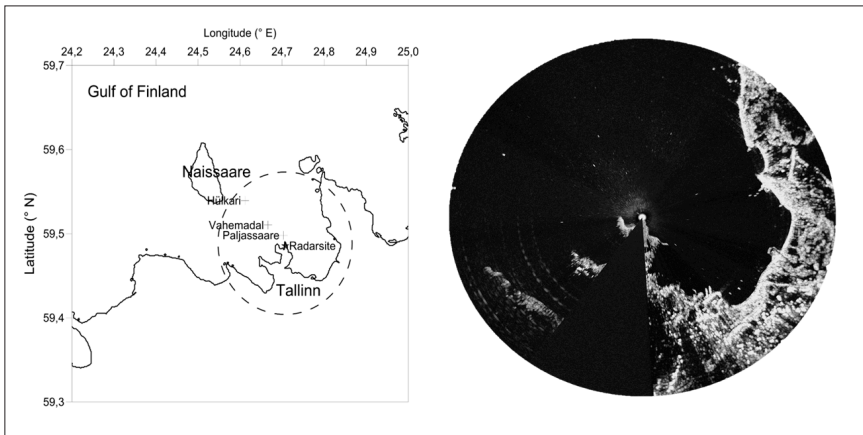 Longitude (° E)
24,2 24,3 24,4 24,5 24,6 24,7 24,8 24,9 25,0
59,7
Gulf of Finland
59,6
Naissaare
Hülkari
Latitude (° N)
Vahemadal
59,5
Paljassaare
Radarsite
Tallinn
59,4
59,3